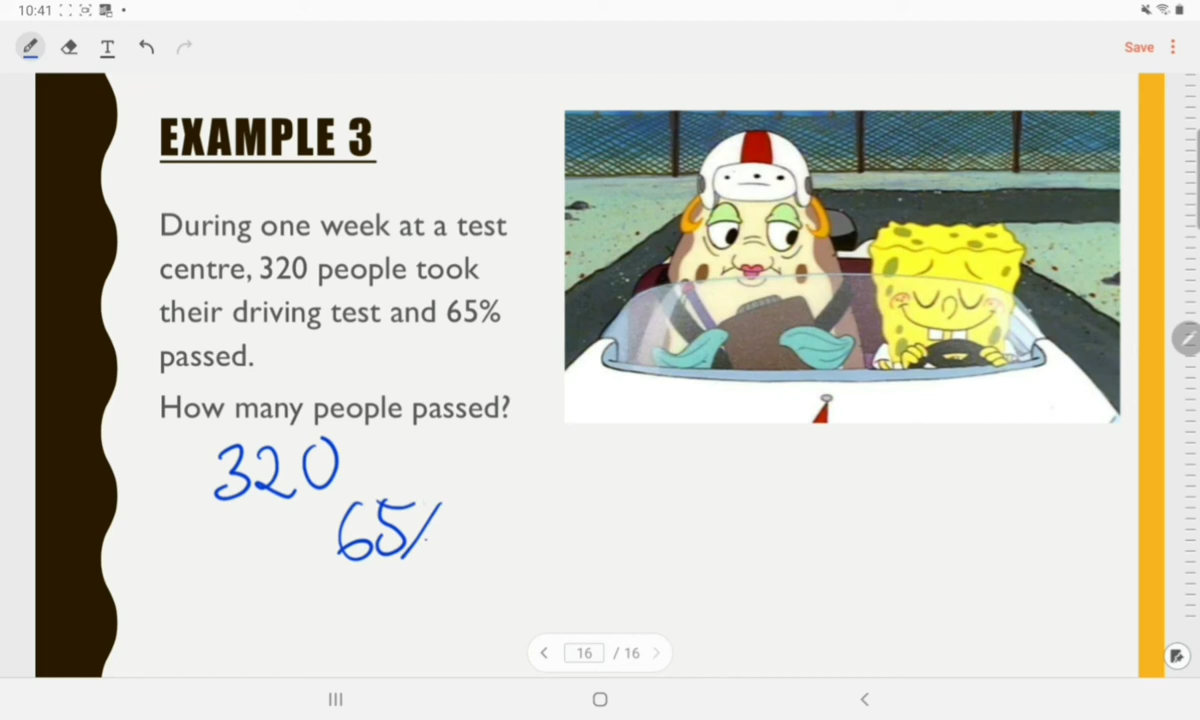 10:41
T
Save
EXAMPLE 3
During one week at a test
centre, 320 people took
their driving test and 65%
passed.
How many people passed?
320
65/
16 / 16